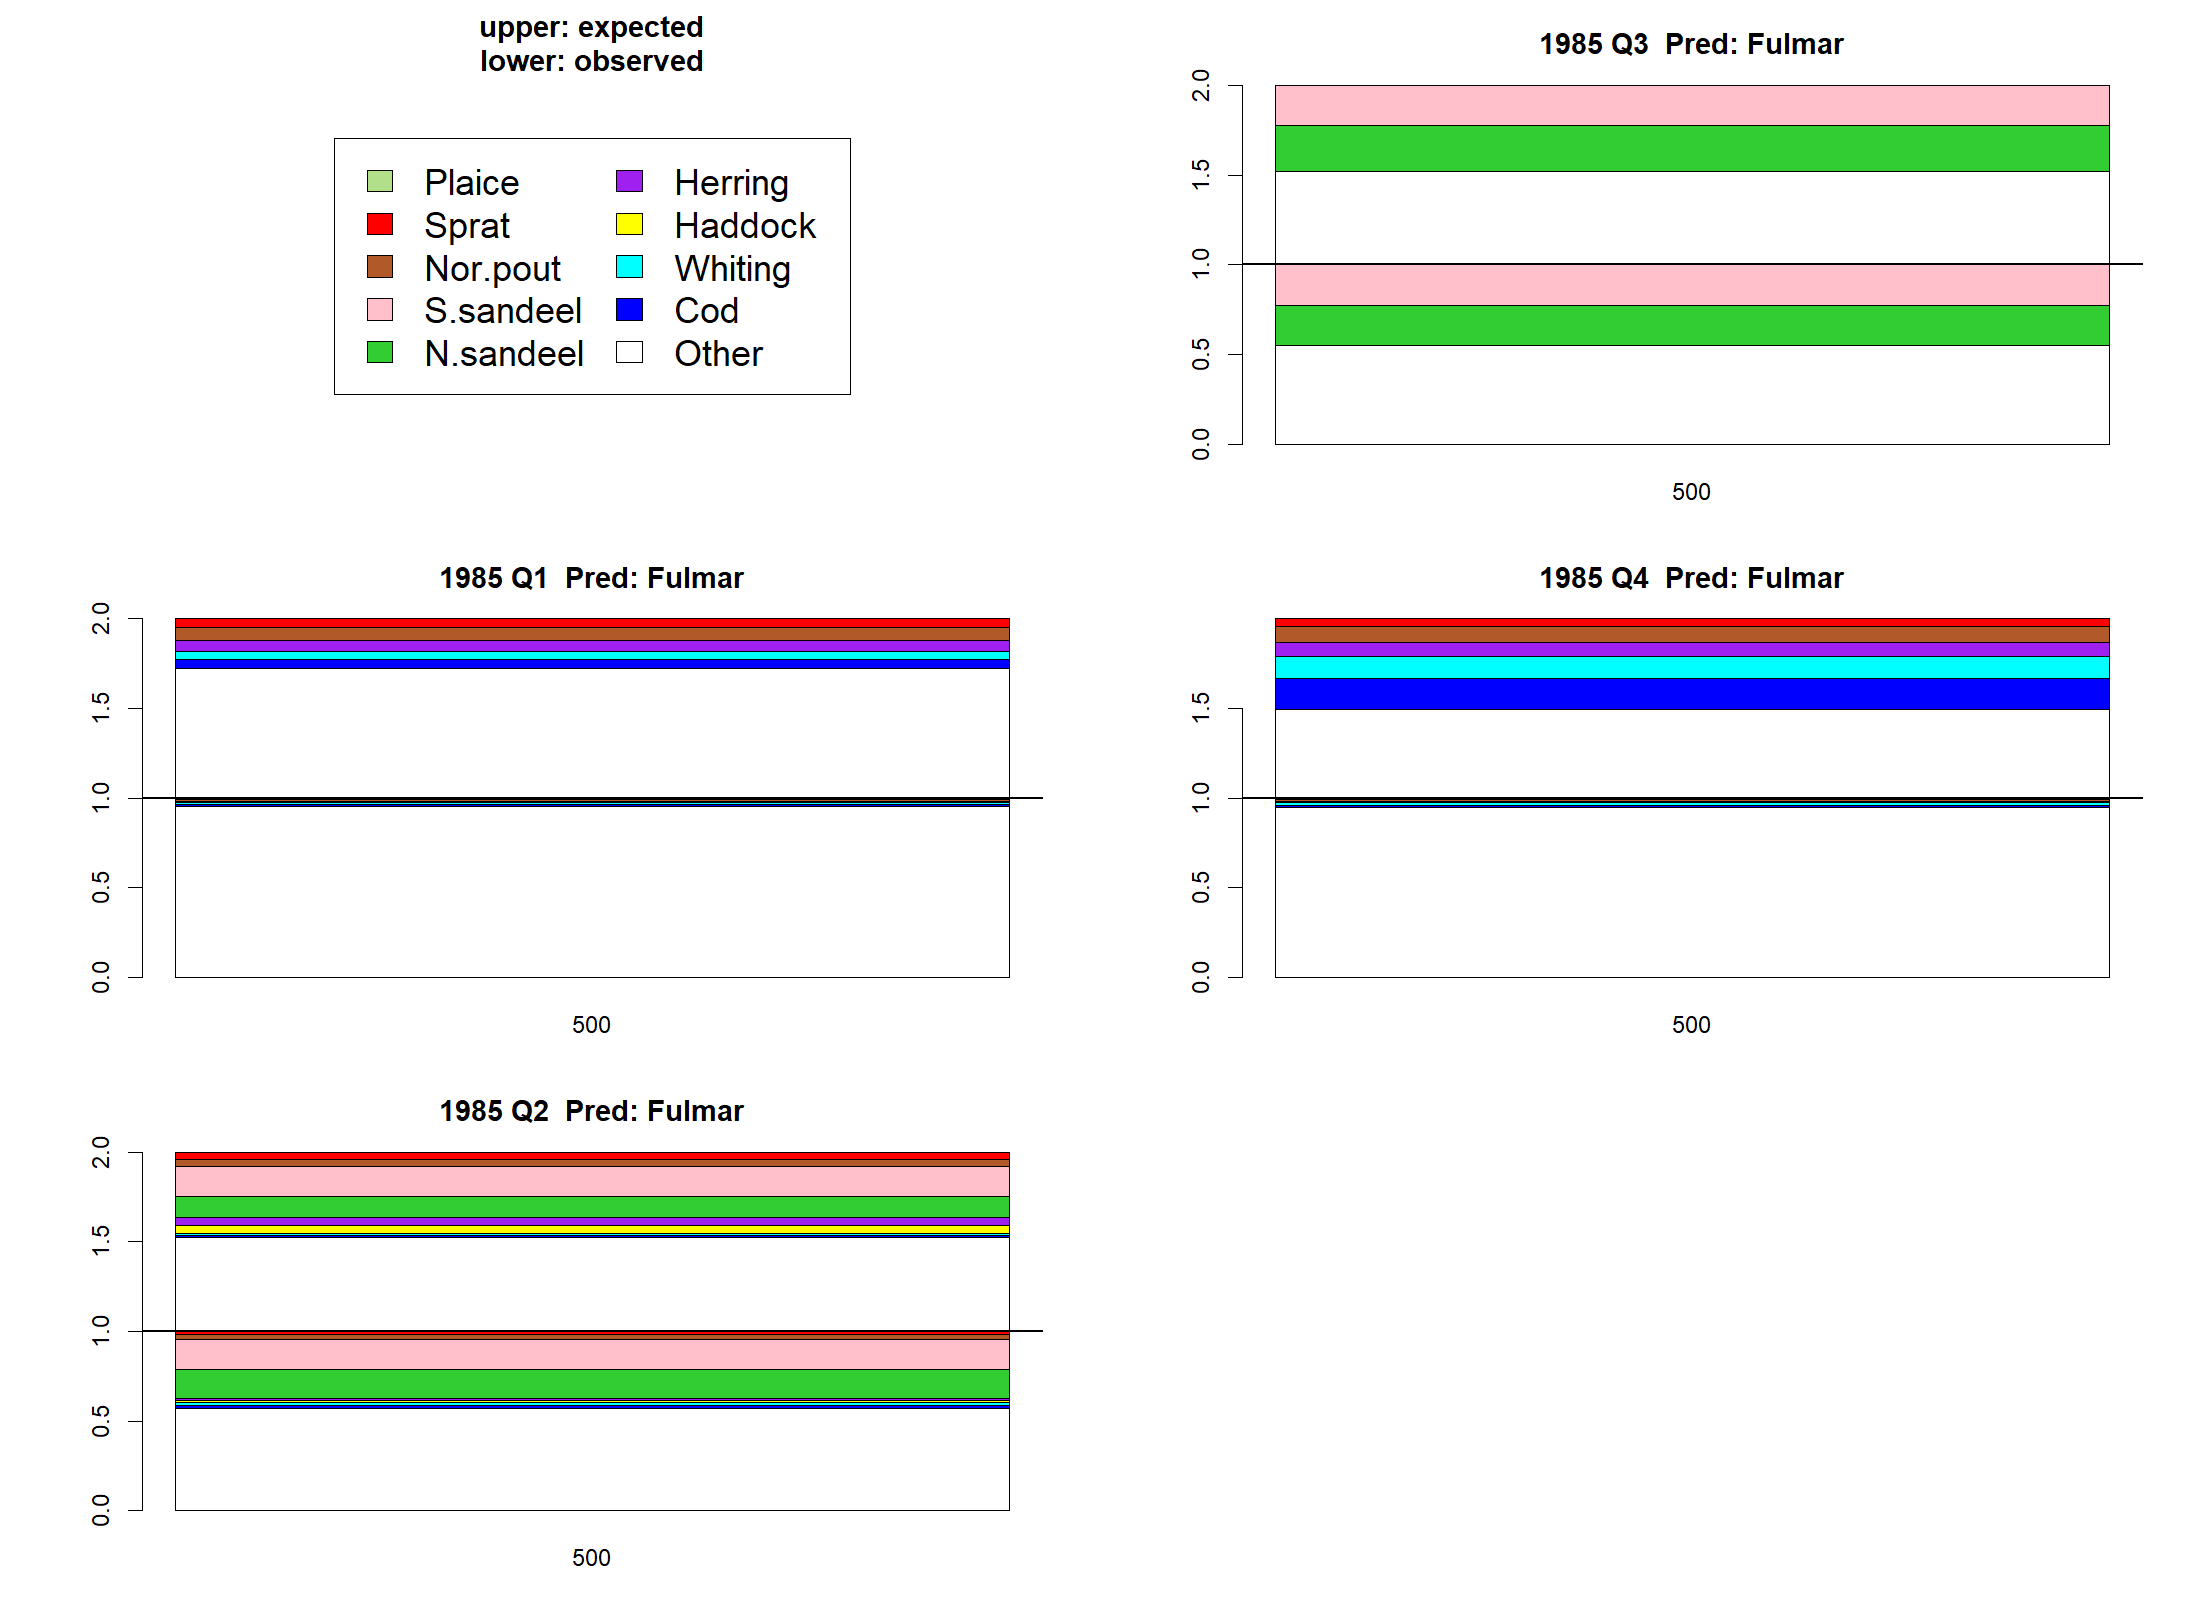 upper: expected
lower: observed
Plaice
Sprat
Nor.pout
S.sandeel
N.sandeel
Herring
Haddock
Whiting
Cod
Other
1985 Q3  Pred: Fulmar
2.0
1.5
1.0
0.5
0.0
500
1985 Q1  Pred: Fulmar
2.0
1.5
1.0
0.5
0.0
500
1985 Q4  Pred: Fulmar
1.5
1.0
0.5
0.0
500
1985 Q2  Pred: Fulmar
2.0
1.5
1.0
0.5
0.0
500